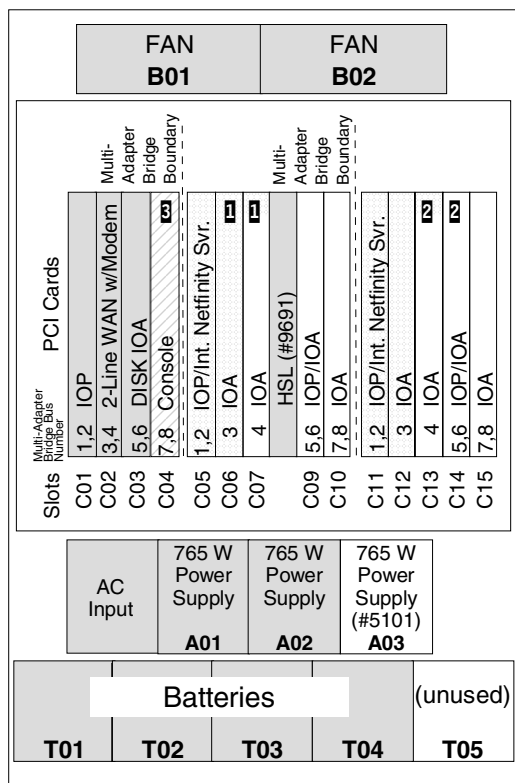 FAN
B01
FAN
B02
Multi-
Adapter
Bridge
Boundary
Multi-
Adapter
Bridge
Boundary
PCI Cards
Multi-Adapter
Bridge Bus
Number
Slots
1,2 IOP
C01
3,4 2-Line WAN w/Modem
C02
5,6 DISK IOA
C03
7,8 Console 3
C04
1,2 IOP/Int. Netfinity Svr.
C05
3 IOA 1
C06
4 IOA 1
C07
HSL (#9691)
5,6 IOP/IOA
C09
7,8 IOA
C10
1,2 IOP/Int. Netfinity Svr.
C11
3 IOA
C12
4 IOA 2
C13
5,6 IOP/IOA 2
C14
7,8 IOA
C15
AC
Input
765 W
Power
Supply
A01
765 W
Power
Supply
A02
765 W
Power
Supply
(#5101)
A03
Batteries
(unused)
T01
T02
T03
T04
T05